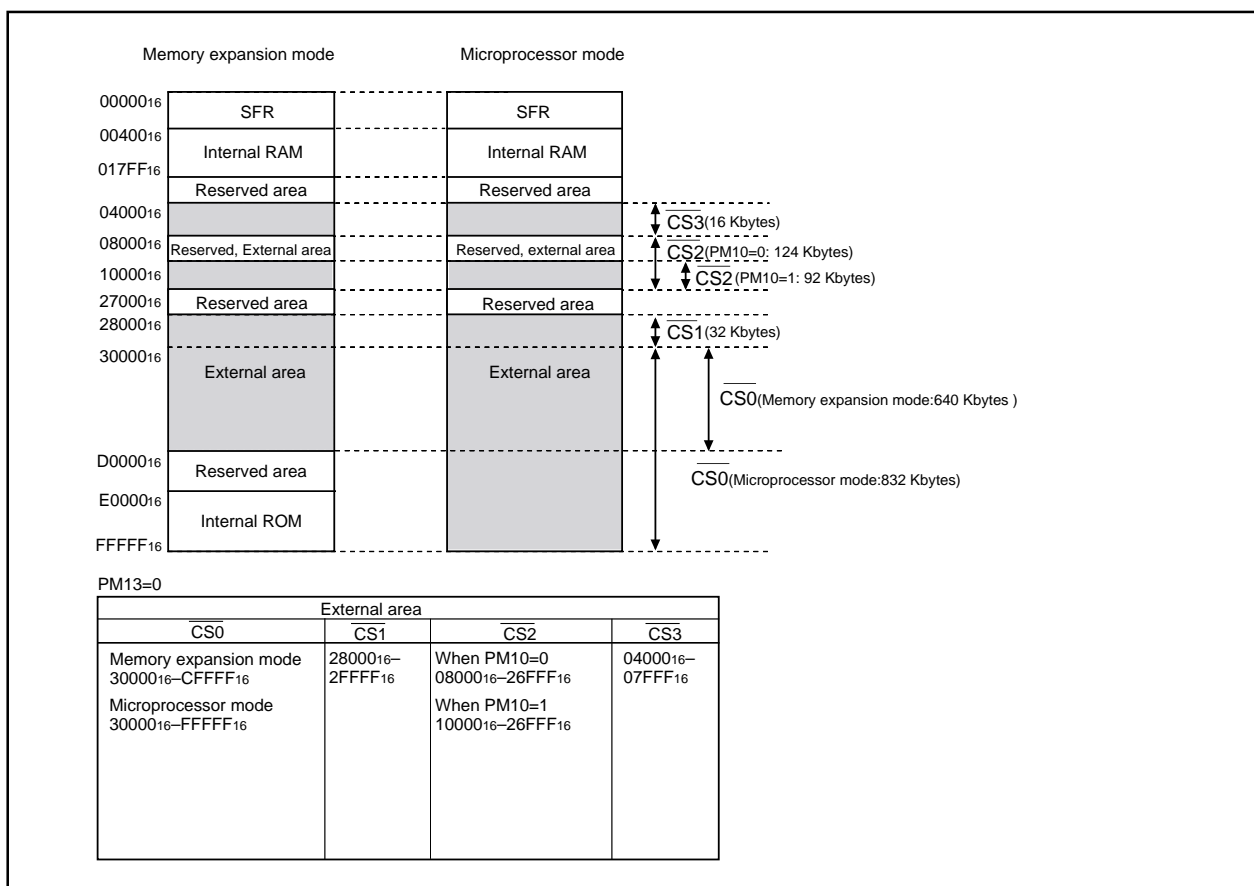 Memory expansion mode Microprocessor mode
00000₁₆ SFR SFR
00400₁₆
Internal RAM Internal RAM
017FF₁₆
Reserved area Reserved area
04000₁₆ CS3(16 Kbytes)
08000₁₆ Reserved, External area Reserved, external area CS2(PM10=0: 124 Kbytes)
10000₁₆ CS2(PM10=1: 92 Kbytes)
27000₁₆ Reserved area Reserved area
28000₁₆ CS1(32 Kbytes)
30000₁₆
External area External area
CS0(Memory expansion mode:640 Kbytes )
D0000₁₆
Reserved area CS0(Microprocessor mode:832 Kbytes)
E0000₁₆
Internal ROM
FFFFF₁₆
PM13=0
External area
CS0 CS1 CS2 CS3
Memory expansion mode 28000₁₆– When PM10=0 04000₁₆–
30000₁₆–CFFFF₁₆ 2FFFF₁₆ 08000₁₆–26FFF₁₆ 07FFF₁₆
Microprocessor mode When PM10=1
30000₁₆–FFFFF₁₆ 10000₁₆–26FFF₁₆